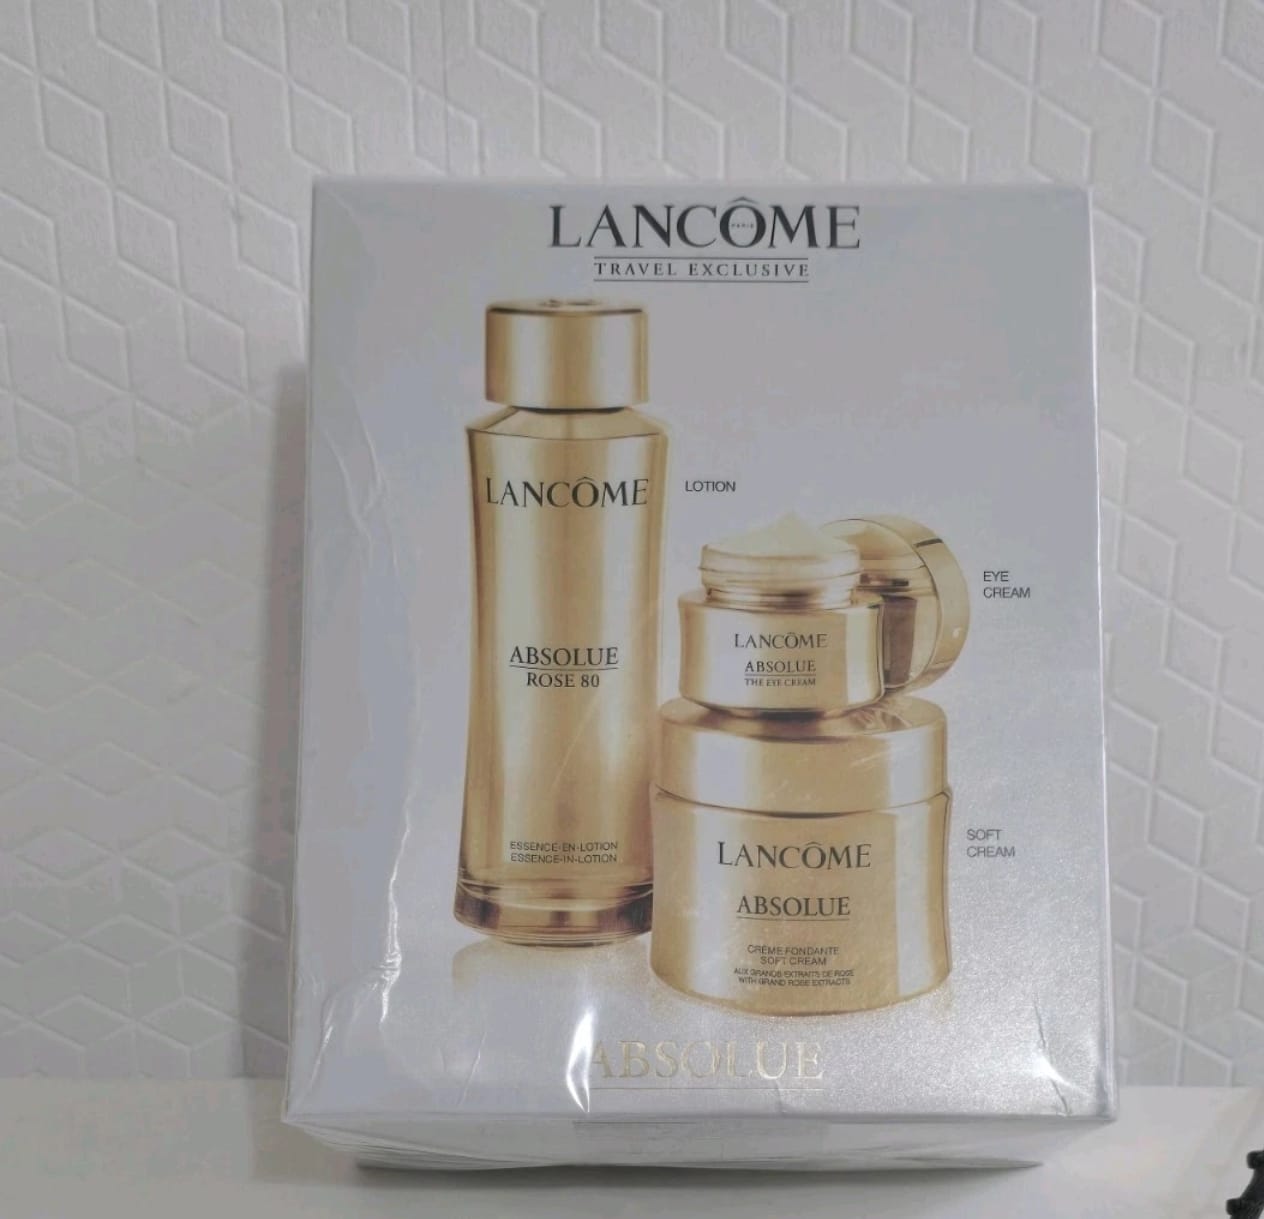 LANCÔME
PARIS
TRAVEL EXCLUSIVE
LANCÔME
LOTION
ABSOLUE
ROSE 80
ESSENCE-EN-LOTION
ESSENCE-IN-LOTION
EYE
CREAM
LANCÔME
ABSOLUE
THE EYE CREAM
SOFT
CREAM
LANCÔME
ABSOLUE
CRÈME FONDANTE
SOFT CREAM
AUX GRANDS EXTRAITS DE ROSE
WITH GRAND ROSE EXTRACTS
ABSOLUE